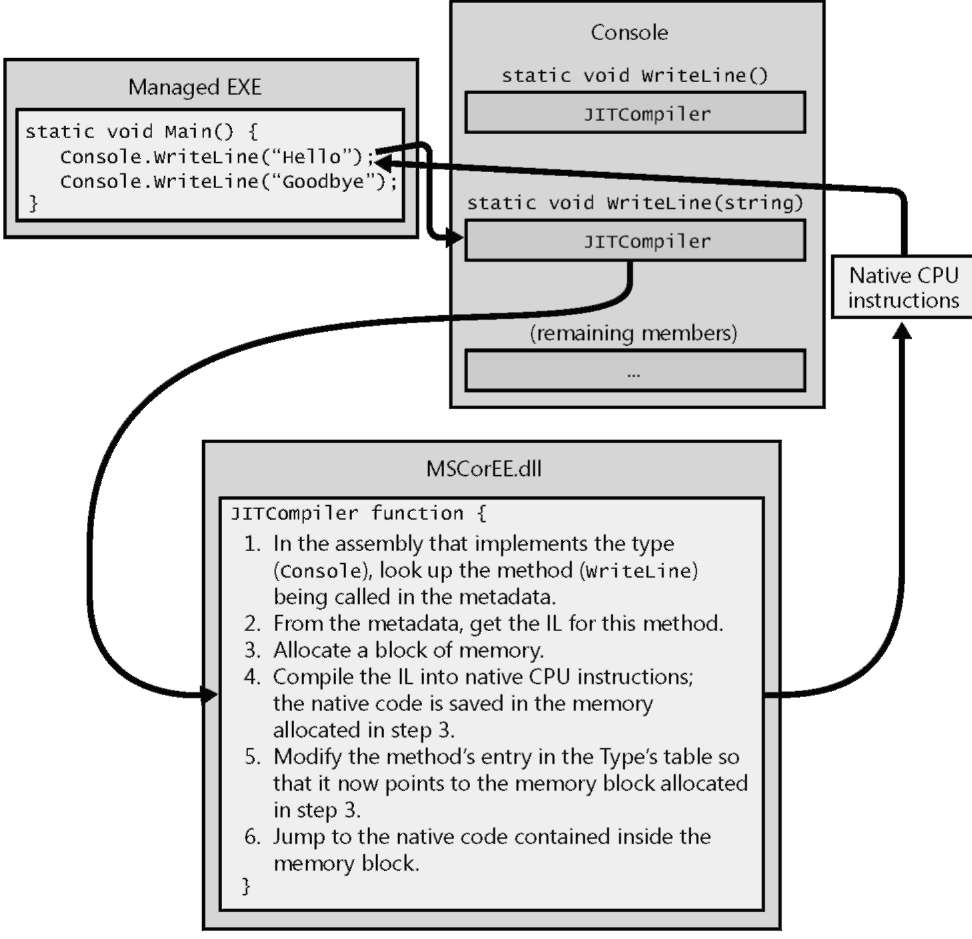 Managed EXE
static void Main() {
Console.WriteLine(“Hello”);
Console.WriteLine(“Goodbye”);
}
Console
static void WriteLine()
JITCompiler
static void WriteLine(string)
JITCompiler
(remaining members)
...
Native CPU
instructions
MSCorEE.dll
JITCompiler function {
1. In the assembly that implements the type
(Console), look up the method (WriteLine)
being called in the metadata.
2. From the metadata, get the IL for this method.
3. Allocate a block of memory.
4. Compile the IL into native CPU instructions;
the native code is saved in the memory
allocated in step 3.
5. Modify the method’s entry in the Type’s table so
that it now points to the memory block allocated
in step 3.
6. Jump to the native code contained inside the
memory block.
}